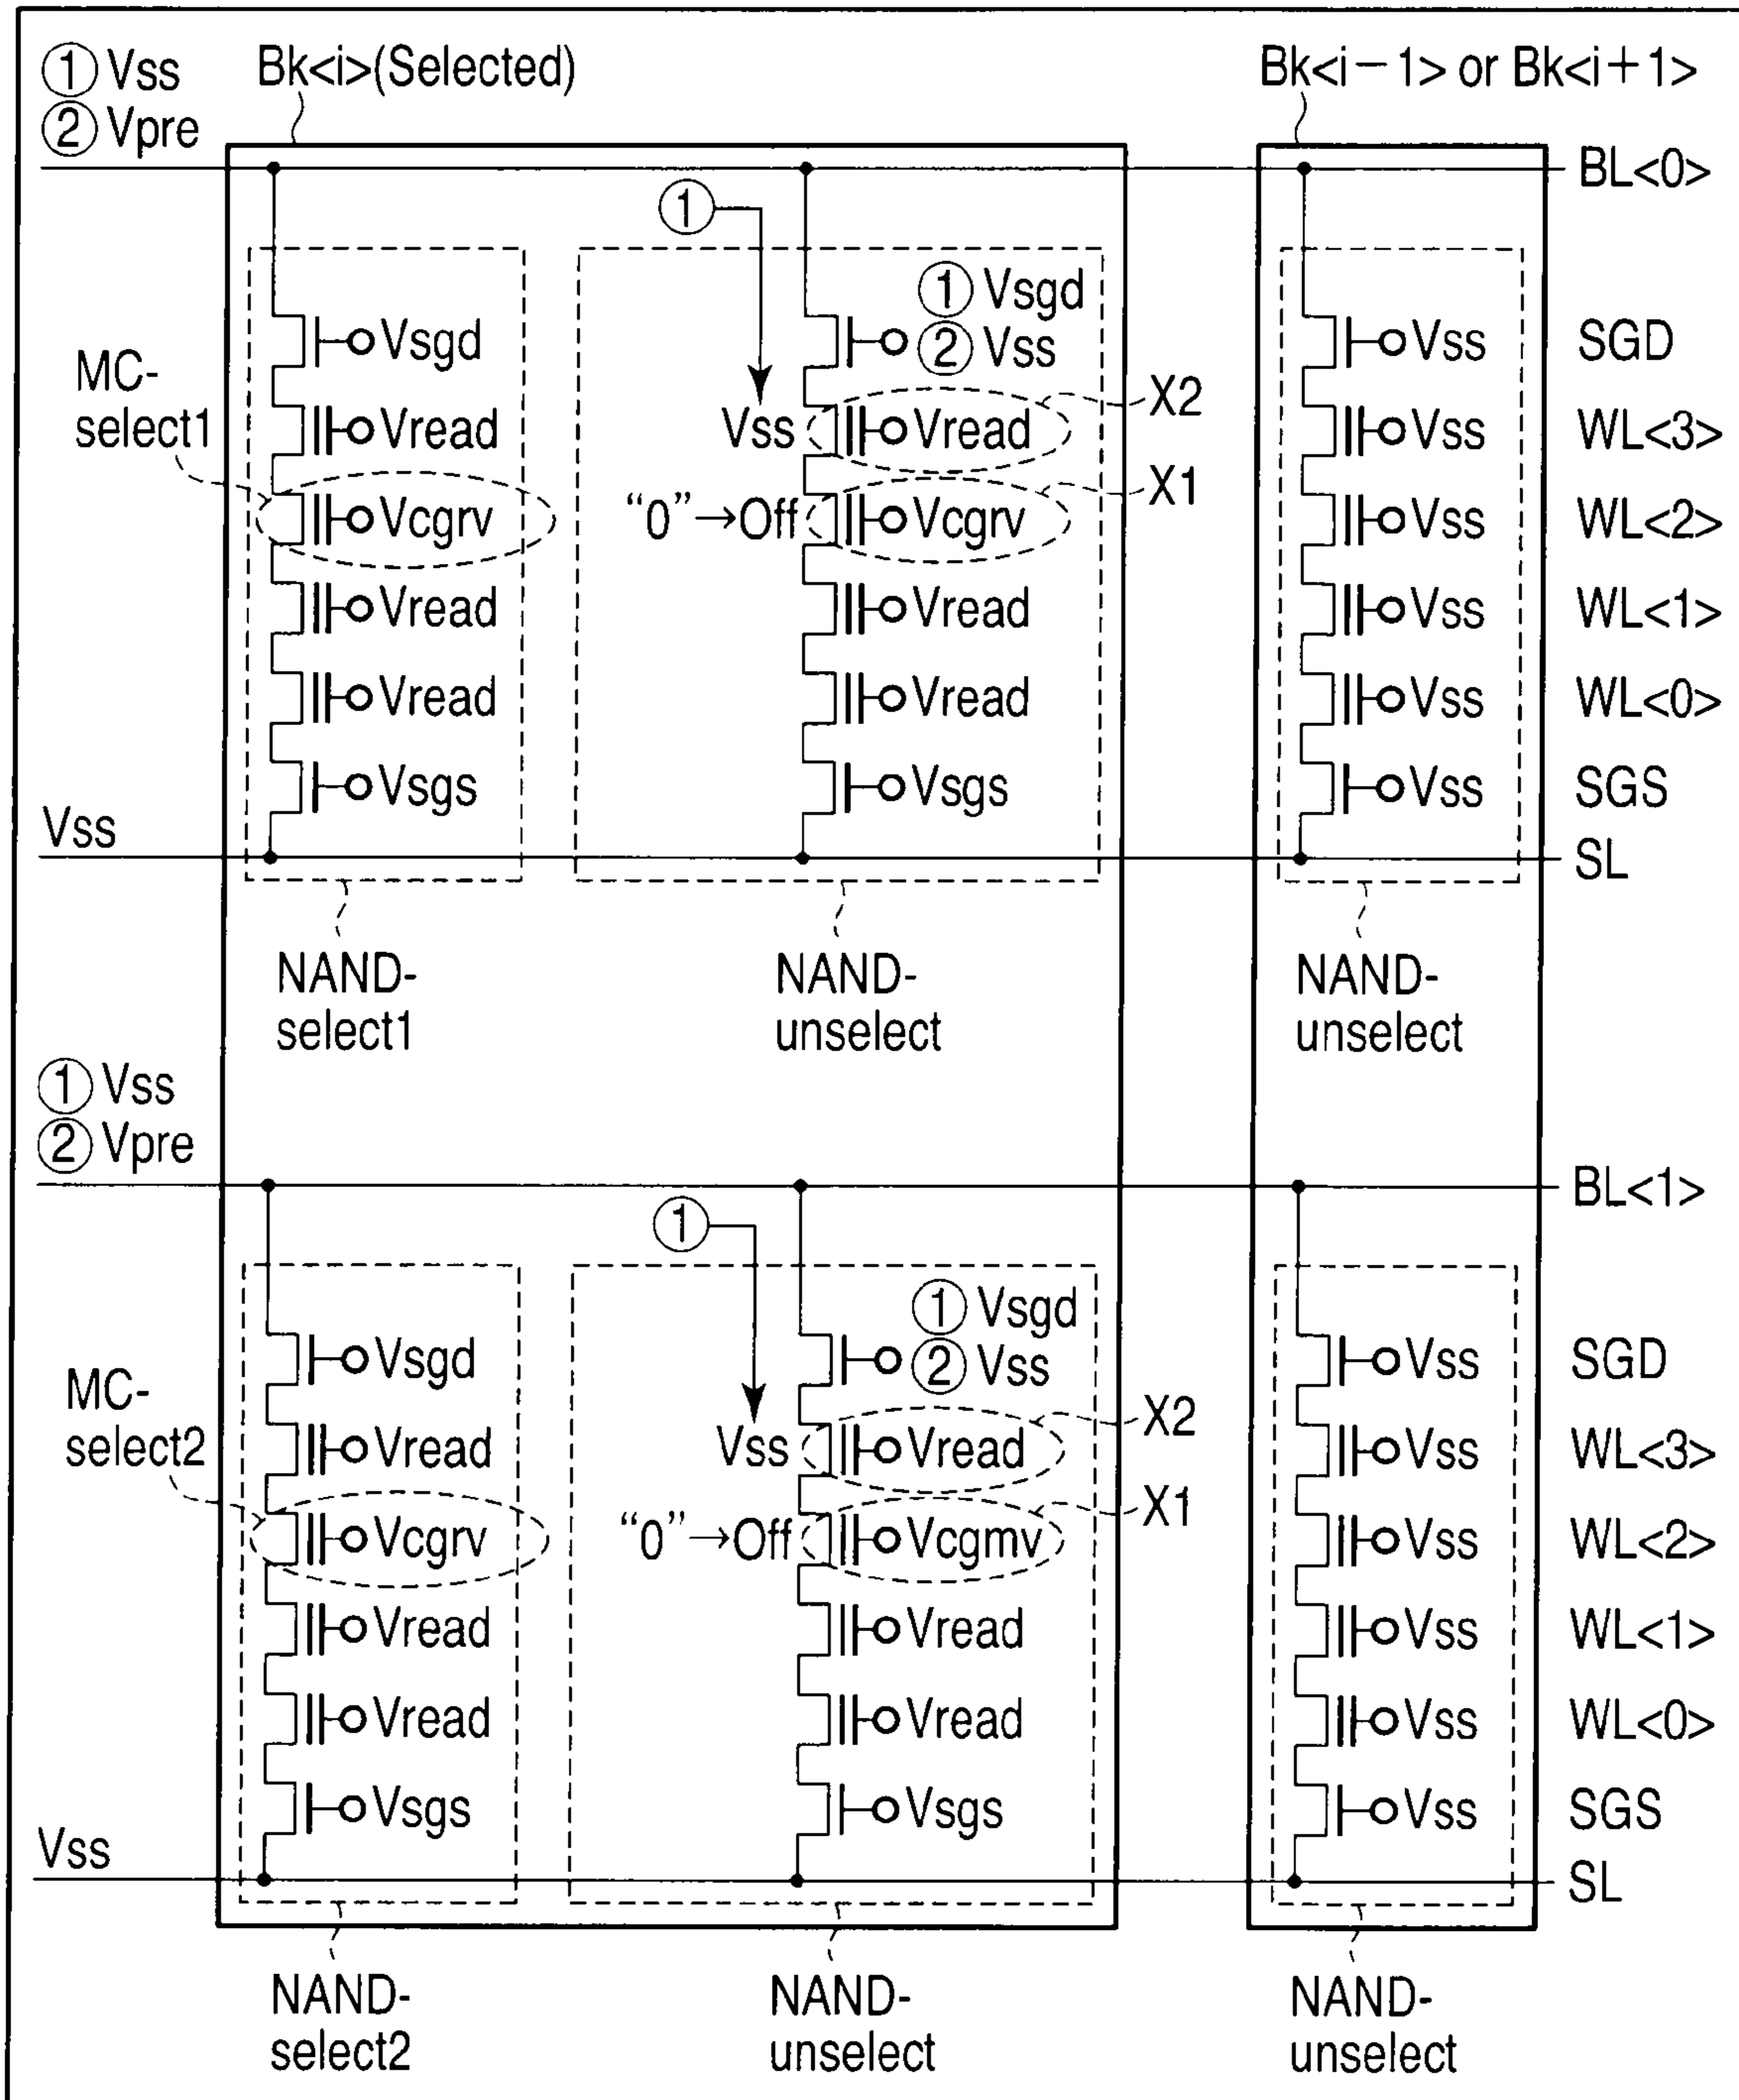 ① Vss
② Vpre
Bk<i>(Selected)
Bk<i−1> or Bk<i+1>
BL<0>
①
① Vsgd
② Vss
Vsgd
Vss
SGD
MC-
select1
Vread
Vss
Vread
X2
Vss
WL<3>
Vcgrv
“0”→Off
Vcgrv
X1
Vss
WL<2>
Vread
Vread
Vss
WL<1>
Vread
Vread
Vss
WL<0>
Vsgs
Vsgs
Vss
SGS
Vss
SL
NAND-
select1
NAND-
unselect
NAND-
unselect
① Vss
② Vpre
BL<1>
①
① Vsgd
② Vss
Vsgd
Vss
SGD
MC-
select2
Vread
Vss
Vread
X2
Vss
WL<3>
Vcgrv
“0”→Off
Vcgmv
X1
Vss
WL<2>
Vread
Vread
Vss
WL<1>
Vread
Vread
Vss
WL<0>
Vsgs
Vsgs
Vss
SGS
Vss
SL
NAND-
select2
NAND-
unselect
NAND-
unselect